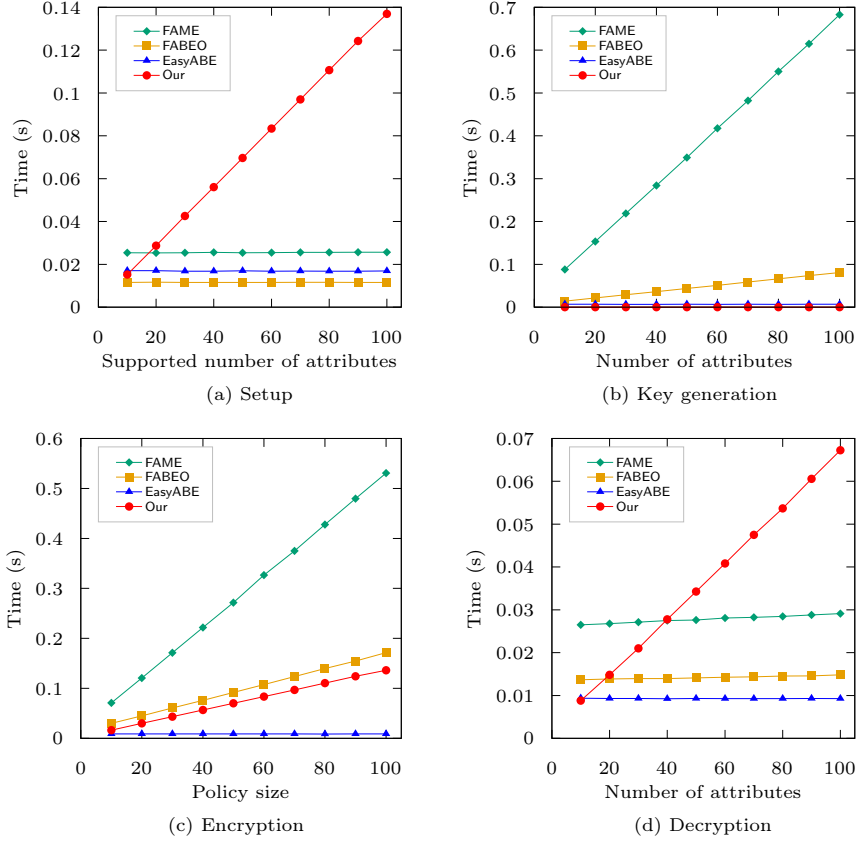 0.14
0.12
0.1
0.08
0.06
0.04
0.02
0
Time (s)
FAME
FABEO
EasyABE
Our
0 20 40 60 80 100
Supported number of attributes
(a) Setup
0.7
0.6
0.5
0.4
0.3
0.2
0.1
0
Time (s)
FAME
FABEO
EasyABE
Our
0 20 40 60 80 100
Number of attributes
(b) Key generation
0.6
0.5
0.4
0.3
0.2
0.1
0
Time (s)
FAME
FABEO
EasyABE
Our
0 20 40 60 80 100
Policy size
(c) Encryption
0.07
0.06
0.05
0.04
0.03
0.02
0.01
0
Time (s)
FAME
FABEO
EasyABE
Our
0 20 40 60 80 100
Number of attributes
(d) Decryption